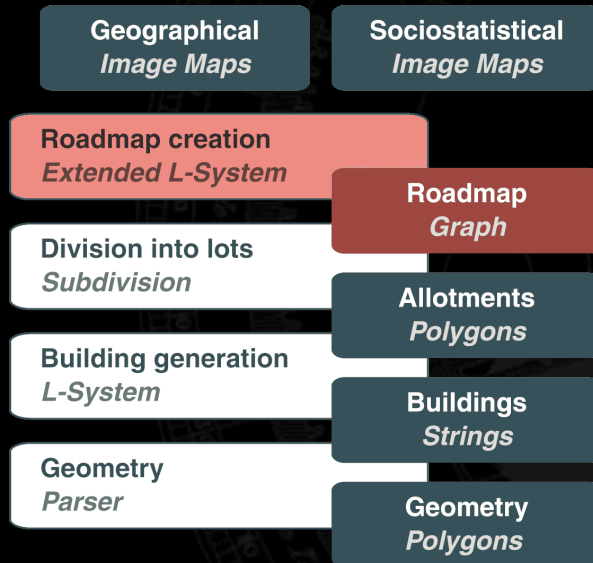 Geographical
Image Maps
Sociostatistical
Image Maps
Roadmap creation
Extended L-System
Roadmap
Graph
Division into lots
Subdivision
Allotments
Polygons
Building generation
L-System
Buildings
Strings
Geometry
Parser
Geometry
Polygons